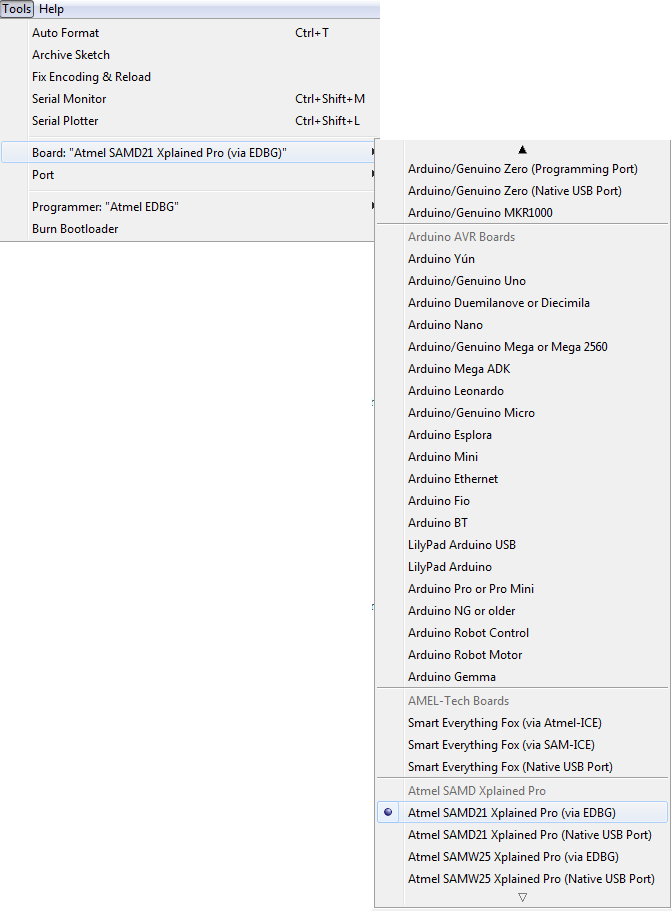 Tools Help
Auto Format Ctrl+T
Archive Sketch
Fix Encoding & Reload
Serial Monitor Ctrl+Shift+M
Serial Plotter Ctrl+Shift+L
Board: "Atmel SAMD21 Xplained Pro (via EDBG)"
Port
Programmer: "Atmel EDBG"
Burn Bootloader
Arduino/Genuino Zero (Programming Port)
Arduino/Genuino Zero (Native USB Port)
Arduino/Genuino MKR1000
Arduino AVR Boards
Arduino Yún
Arduino/Genuino Uno
Arduino Duemilanove or Diecimila
Arduino Nano
Arduino/Genuino Mega or Mega 2560
Arduino Mega ADK
Arduino Leonardo
Arduino/Genuino Micro
Arduino Esplora
Arduino Mini
Arduino Ethernet
Arduino Fio
Arduino BT
LilyPad Arduino USB
LilyPad Arduino
Arduino Pro or Pro Mini
Arduino NG or older
Arduino Robot Control
Arduino Robot Motor
Arduino Gemma
AMEL-Tech Boards
Smart Everything Fox (via Atmel-ICE)
Smart Everything Fox (via SAM-ICE)
Smart Everything Fox (Native USB Port)
Atmel SAMD Xplained Pro
Atmel SAMD21 Xplained Pro (via EDBG)
Atmel SAMD21 Xplained Pro (Native USB Port)
Atmel SAMW25 Xplained Pro (via EDBG)
Atmel SAMW25 Xplained Pro (Native USB Port)